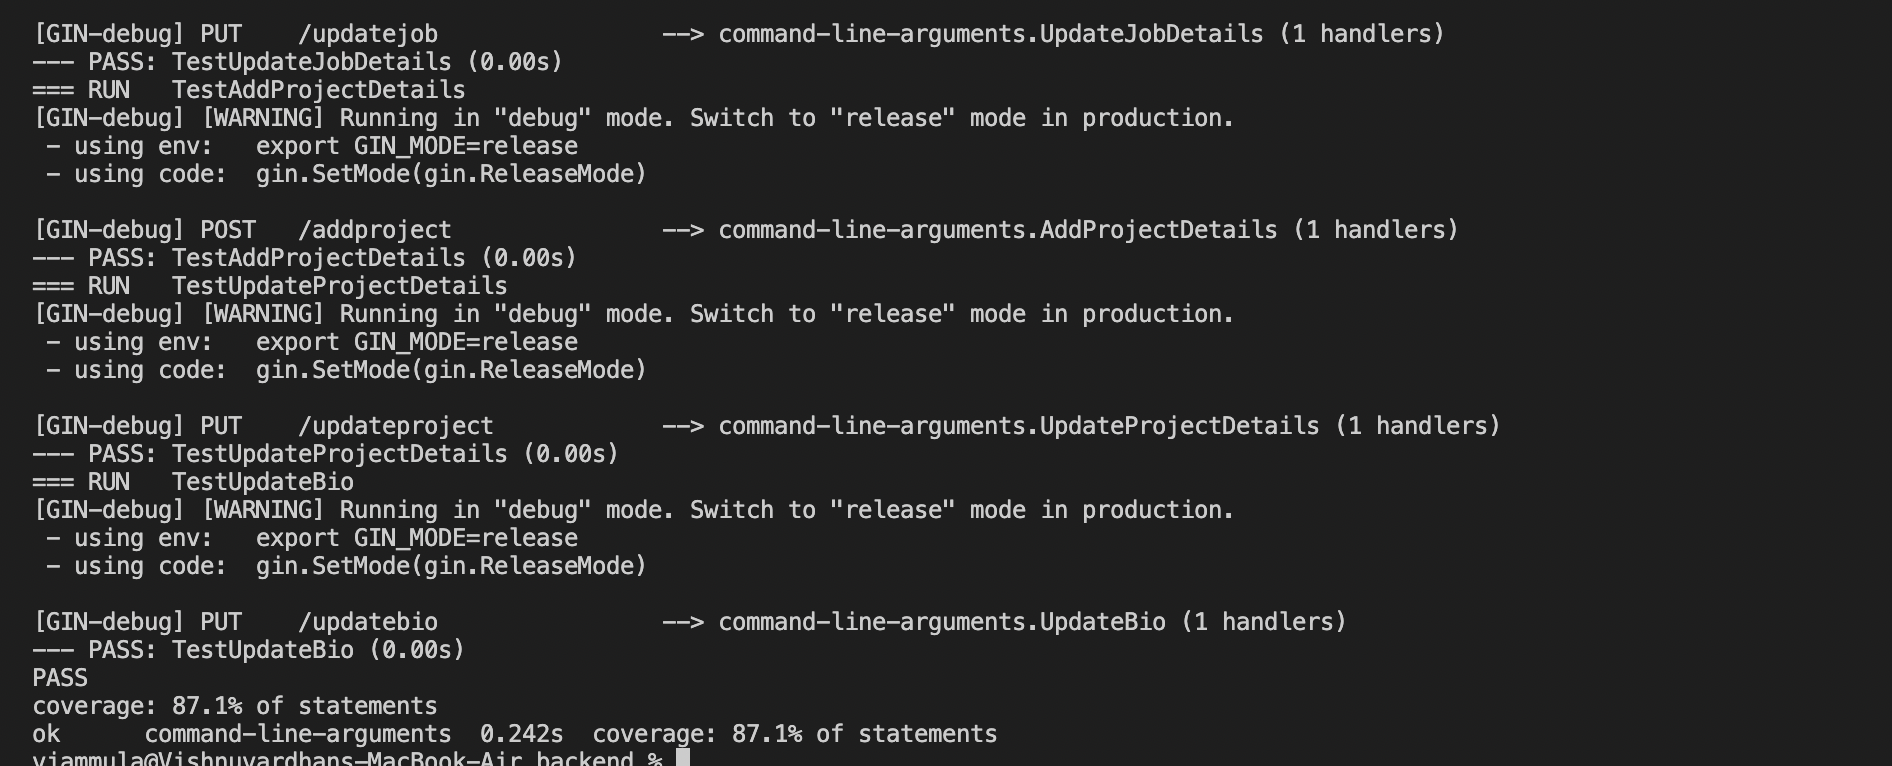 [GIN-debug] PUT    /updatejob                --> command-line-arguments.UpdateJobDetails (1 handlers)
--- PASS: TestUpdateJobDetails (0.00s)
=== RUN   TestAddProjectDetails
[GIN-debug] [WARNING] Running in "debug" mode. Switch to "release" mode in production.
 - using env:   export GIN_MODE=release
 - using code:  gin.SetMode(gin.ReleaseMode)

[GIN-debug] POST   /addproject               --> command-line-arguments.AddProjectDetails (1 handlers)
--- PASS: TestAddProjectDetails (0.00s)
=== RUN   TestUpdateProjectDetails
[GIN-debug] [WARNING] Running in "debug" mode. Switch to "release" mode in production.
 - using env:   export GIN_MODE=release
 - using code:  gin.SetMode(gin.ReleaseMode)

[GIN-debug] PUT    /updateproject            --> command-line-arguments.UpdateProjectDetails (1 handlers)
--- PASS: TestUpdateProjectDetails (0.00s)
=== RUN   TestUpdateBio
[GIN-debug] [WARNING] Running in "debug" mode. Switch to "release" mode in production.
 - using env:   export GIN_MODE=release
 - using code:  gin.SetMode(gin.ReleaseMode)

[GIN-debug] PUT    /updatebio                --> command-line-arguments.UpdateBio (1 handlers)
--- PASS: TestUpdateBio (0.00s)
PASS
coverage: 87.1% of statements
ok      command-line-arguments  0.242s  coverage: 87.1% of statements
vjammula@Vishnuvardhans-MacBook-Air backend %